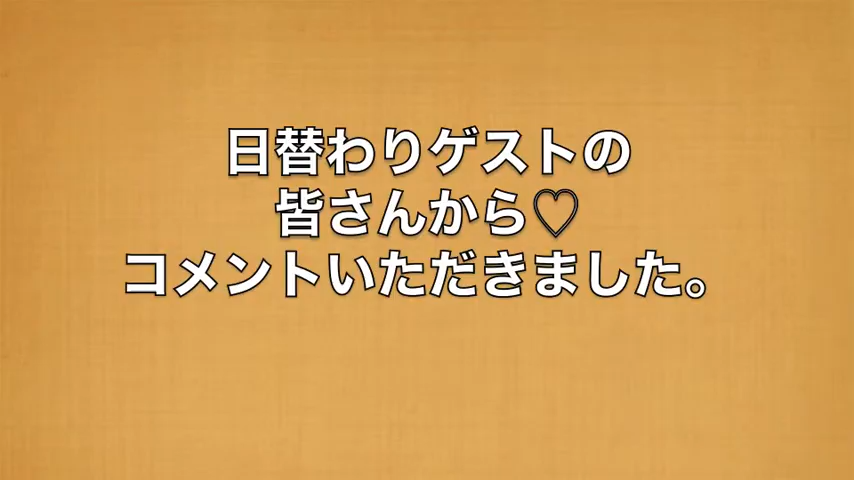 日替わりゲストの
皆さんから♡
コメントいただきました。